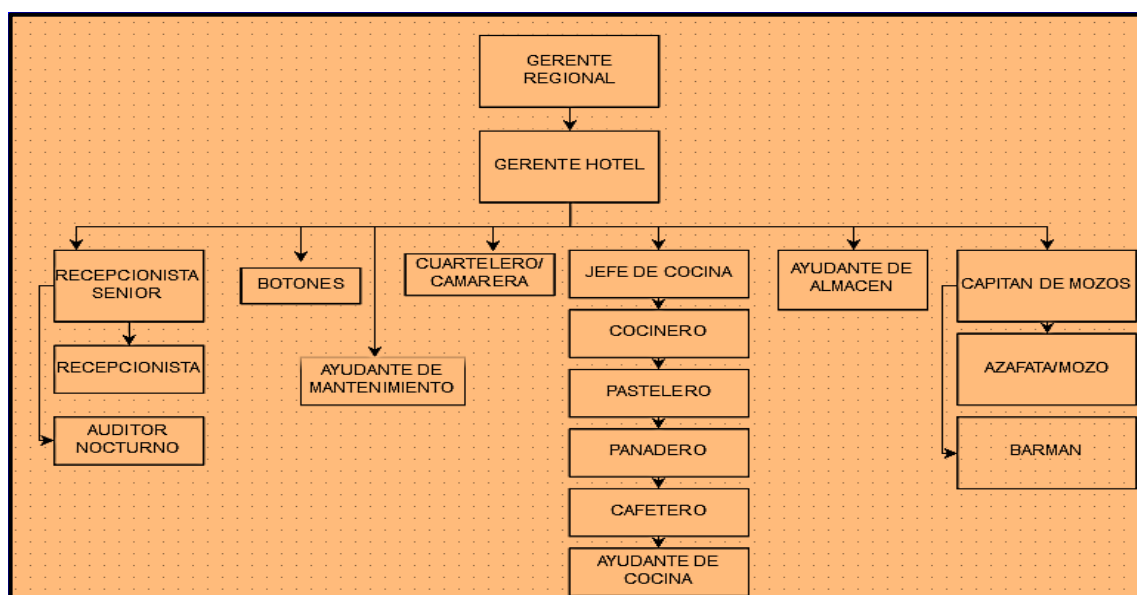 GERENTE
REGIONAL
GERENTE HOTEL
RECEPCIONISTA
SENIOR
BOTONES
CUARTELERO/
CAMARERA
JEFE DE COCINA
AYUDANTE DE
ALMACEN
CAPITAN DE MOZOS
RECEPCIONISTA
AYUDANTE DE
MANTENIMIENTO
COCINERO
AZAFATA/MOZO
PASTELERO
AUDITOR
NOCTURNO
PANADERO
BARMAN
CAFETERO
AYUDANTE DE
COCINA